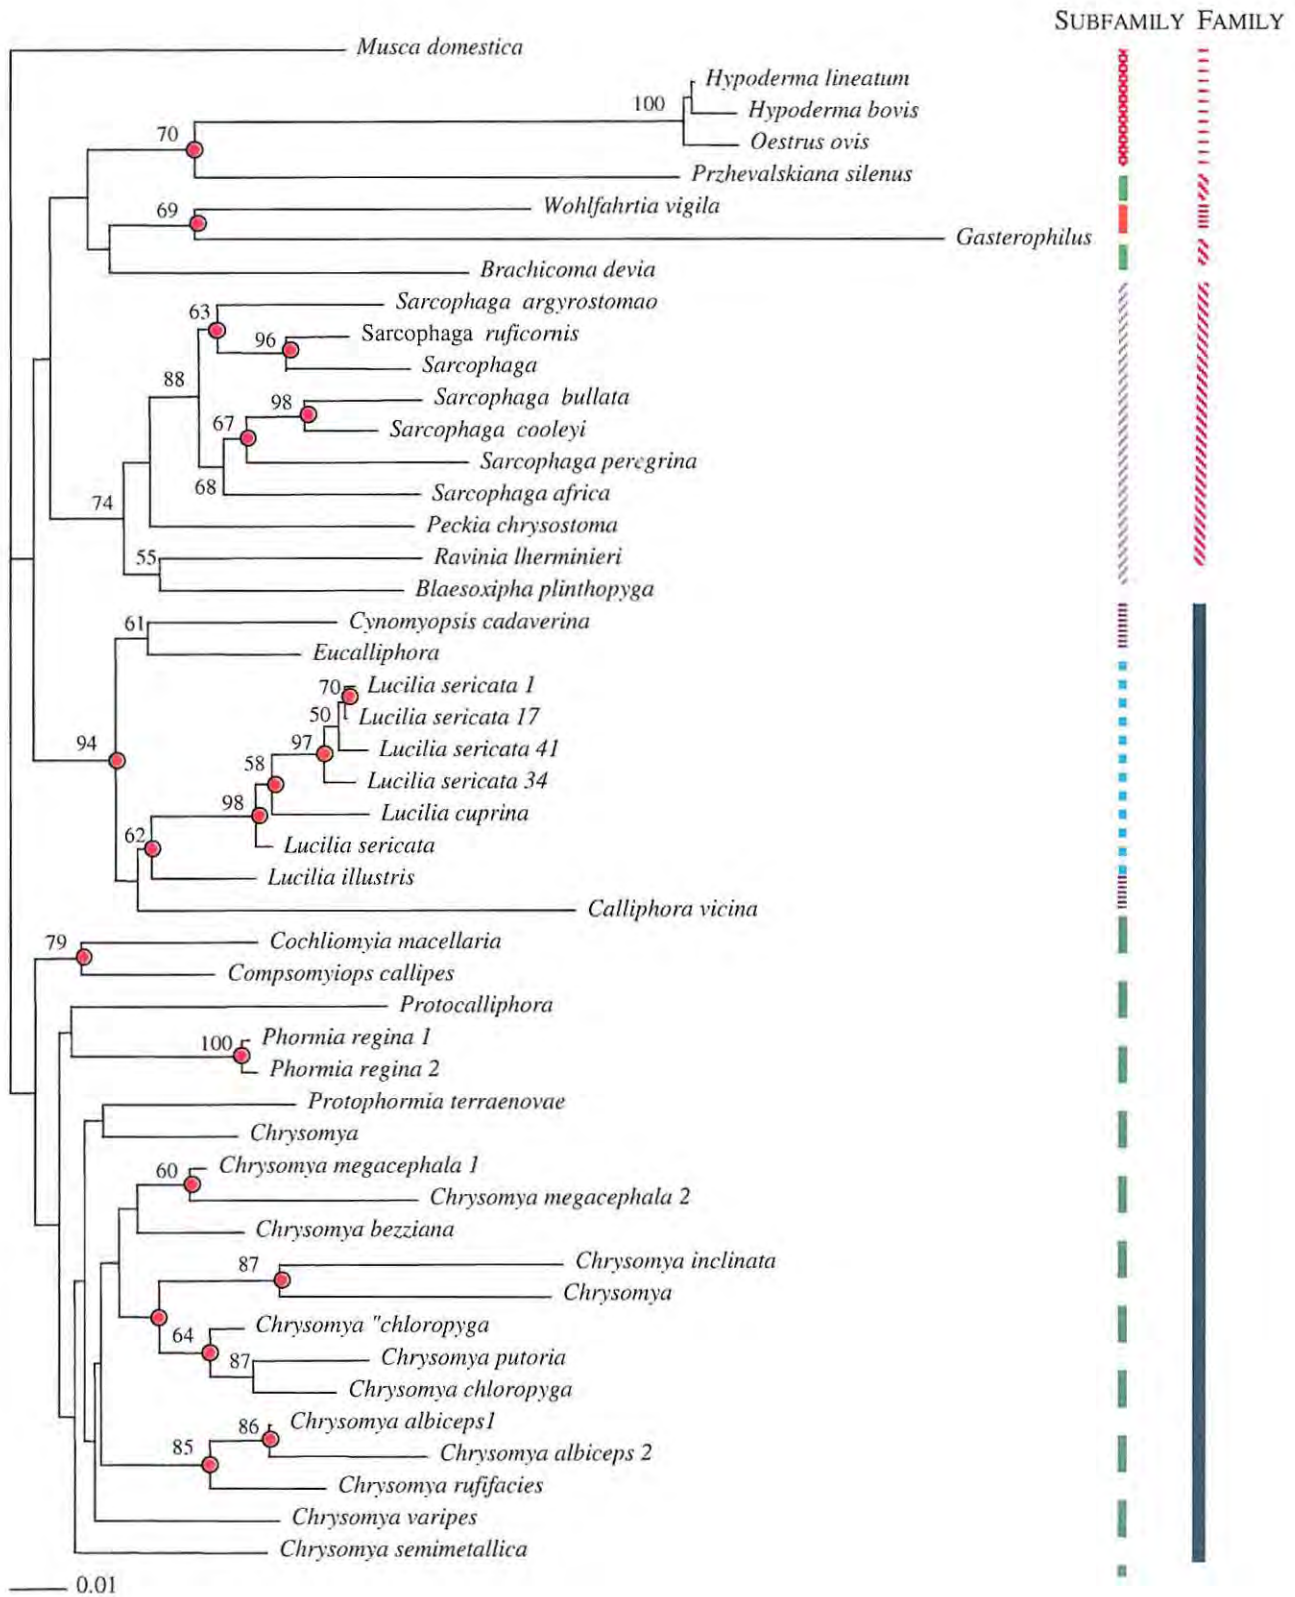 SUBFAMILY FAMILY
Musca domestica
Hypoderma lineatum
100
Hypoderma bovis
70
Oestrus ovis
Przhevalskiana silenus
69
Wohlfahrtia vigila
Gasterophilus
Brachicoma devia
Sarcophaga argyrostomao
63
Sarcophaga ruficornis
96
Sarcophaga
88
Sarcophaga bullata
98
Sarcophaga cooleyi
67
Sarcophaga peregrina
68
Sarcophaga africa
74
Peckia chrysostoma
55
Ravinia lherminieri
Blaesoxipha plinthopyga
61
Cynomyopsis cadaverina
Eucalliphora
70
Lucilia sericata 1
50
Lucilia sericata 17
94
97
Lucilia sericata 41
58
Lucilia sericata 34
98
Lucilia cuprina
62
Lucilia sericata
Lucilia illustris
Calliphora vicina
79
Cochliomyia macellaria
Compsomyiops callipes
Protocalliphora
100
Phormia regina 1
Phormia regina 2
Protophormia terraenovae
Chrysomya
60
Chrysomya megacephala 1
Chrysomya megacephala 2
Chrysomya bezziana
87
Chrysomya inclinata
Chrysomya
64
Chrysomya "chloropyga
87
Chrysomya putoria
Chrysomya chloropyga
86
Chrysomya albiceps1
85
Chrysomya albiceps 2
Chrysomya rufifacies
Chrysomya varipes
Chrysomya semimetallica
0.01